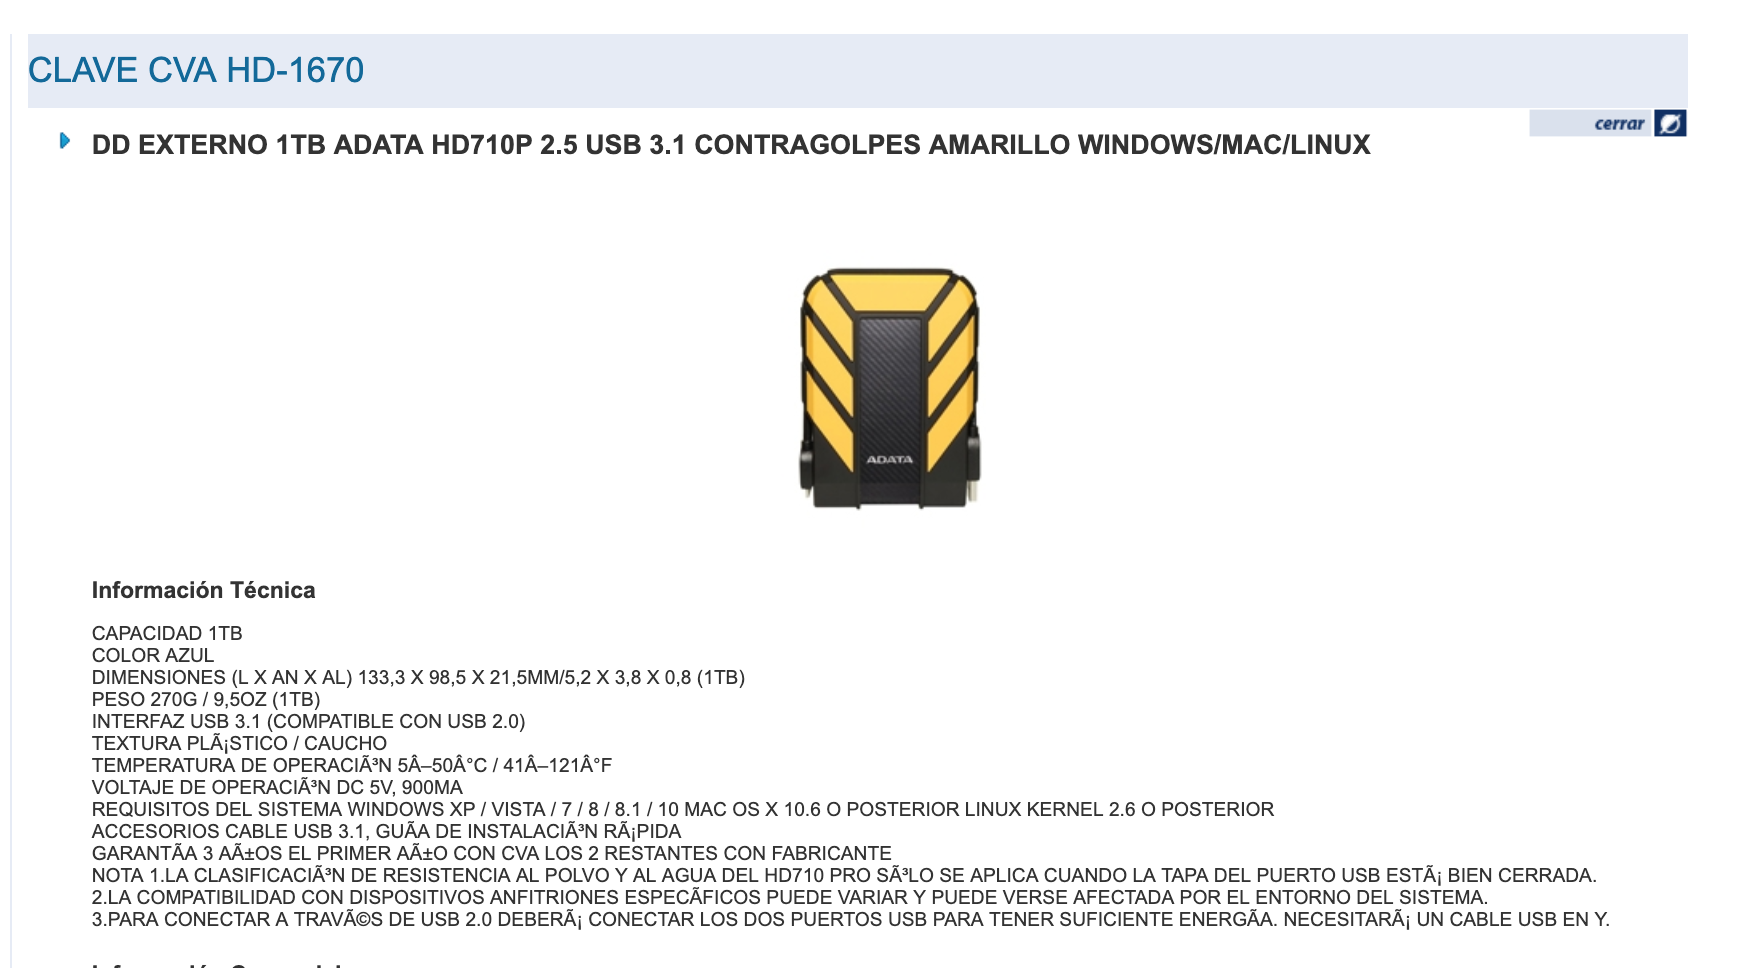 CLAVE CVA HD-1670
cerrar
DD EXTERNO 1TB ADATA HD710P 2.5 USB 3.1 CONTRAGOLPES AMARILLO WINDOWS/MAC/LINUX
ADATA
Información Técnica
CAPACIDAD 1TB
COLOR AZUL
DIMENSIONES (L X AN X AL) 133,3 X 98,5 X 21,5MM/5,2 X 3,8 X 0,8 (1TB)
PESO 270G / 9,5OZ (1TB)
INTERFAZ USB 3.1 (COMPATIBLE CON USB 2.0)
TEXTURA PLÃ¡STICO / CAUCHO
TEMPERATURA DE OPERACIÃ³N 5Â–50Â°C / 41Â–121Â°F
VOLTAJE DE OPERACIÃ³N DC 5V, 900MA
REQUISITOS DEL SISTEMA WINDOWS XP / VISTA / 7 / 8 / 8.1 / 10 MAC OS X 10.6 O POSTERIOR LINUX KERNEL 2.6 O POSTERIOR
ACCESORIOS CABLE USB 3.1, GUÃA DE INSTALACIÃ³N RÃ¡PIDA
GARANTÃA 3 AÃ±OS EL PRIMER AÃ±O CON CVA LOS 2 RESTANTES CON FABRICANTE
NOTA 1.LA CLASIFICACIÃ³N DE RESISTENCIA AL POLVO Y AL AGUA DEL HD710 PRO SÃ³LO SE APLICA CUANDO LA TAPA DEL PUERTO USB ESTÃ¡ BIEN CERRADA.
2.LA COMPATIBILIDAD CON DISPOSITIVOS ANFITRIONES ESPECÃFICOS PUEDE VARIAR Y PUEDE VERSE AFECTADA POR EL ENTORNO DEL SISTEMA.
3.PARA CONECTAR A TRAVÃ©S DE USB 2.0 DEBERÃ¡ CONECTAR LOS DOS PUERTOS USB PARA TENER SUFICIENTE ENERGÃA. NECESITARÃ¡ UN CABLE USB EN Y.